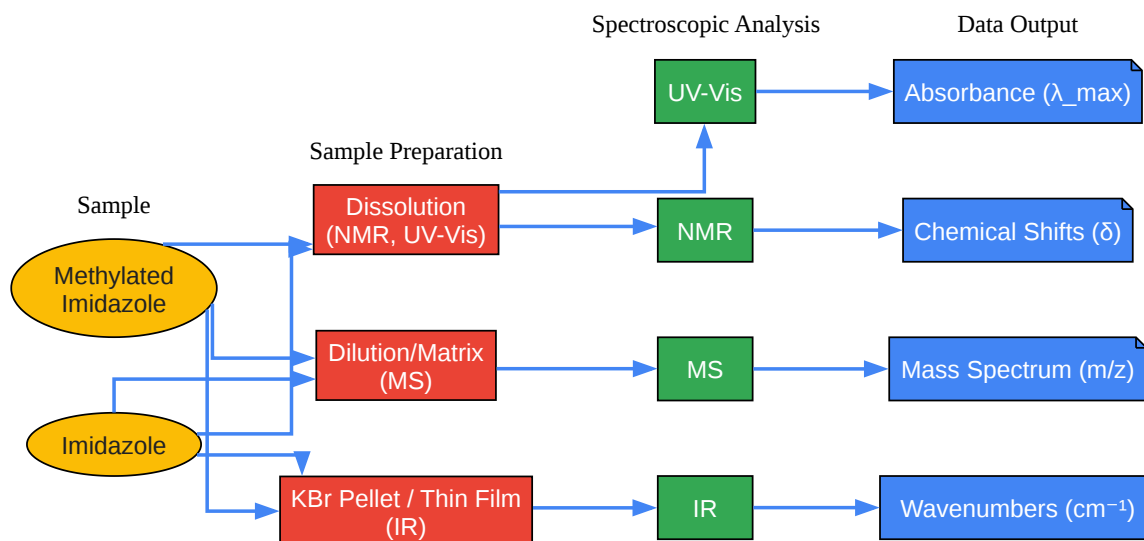 Spectroscopic Analysis
Data Output
UV-Vis
Absorbance (λ_max)
Sample Preparation
Sample
Dissolution
(NMR, UV-Vis)
NMR
Chemical Shifts (δ)
Methylated
Imidazole
Dilution/Matrix
(MS)
MS
Mass Spectrum (m/z)
Imidazole
KBr Pellet / Thin Film
(IR)
IR
Wavenumbers (cm⁻¹)